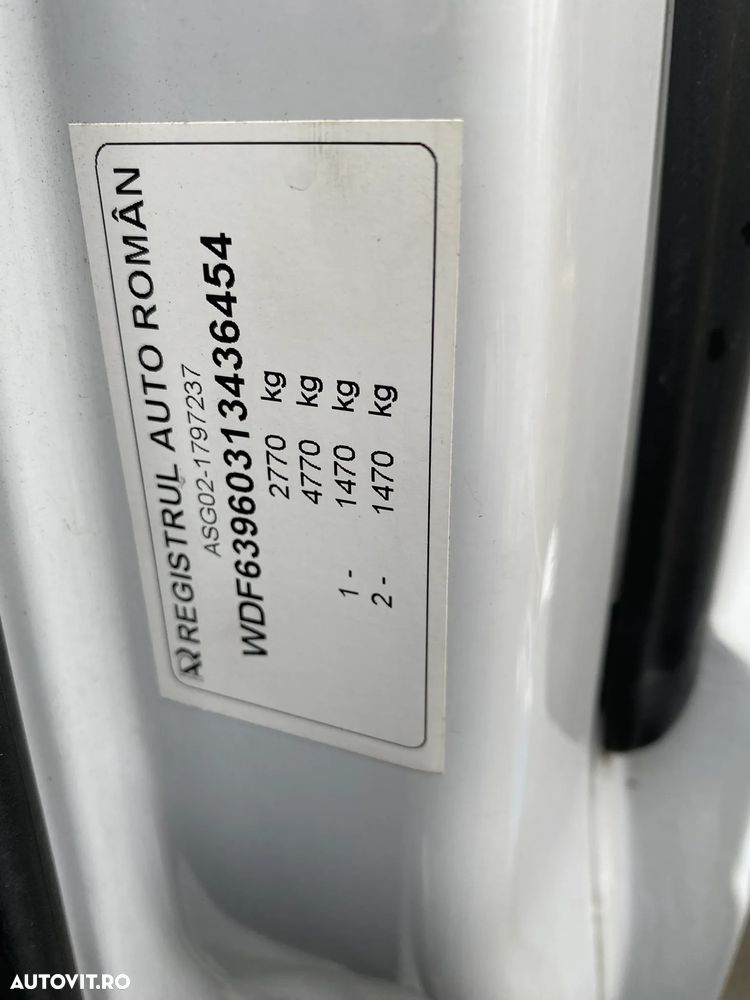 REGISTRUL AUTO ROMÂN
ASG02-1797237
WDF63960313436454
2770 kg
4770 kg
1 - 1470 kg
2 - 1470 kg
AUTOVIT.RO